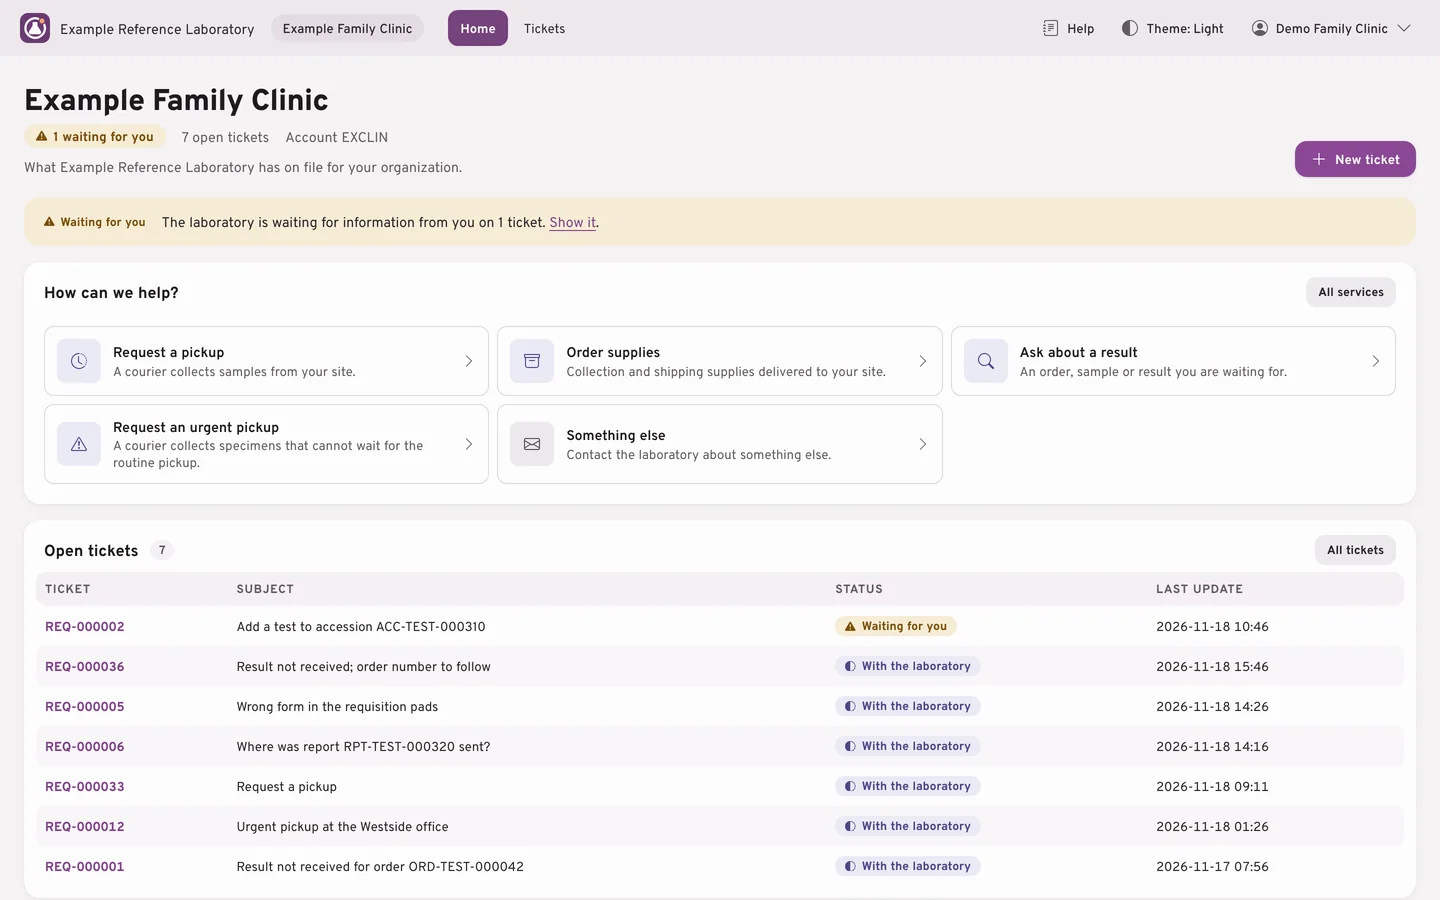 Example Reference Laboratory
Example Family Clinic
Home
Tickets
Help
Theme: Light
Demo Family Clinic
Example Family Clinic
1 waiting for you
7 open tickets
Account EXCLIN
What Example Reference Laboratory has on file for your organization.
New ticket
Waiting for you
The laboratory is waiting for information from you on 1 ticket. Show it.
How can we help?
All services
Request a pickup
A courier collects samples from your site.
Order supplies
Collection and shipping supplies delivered to your site.
Ask about a result
An order, sample or result you are waiting for.
Request an urgent pickup
A courier collects specimens that cannot wait for the
routine pickup.
Something else
Contact the laboratory about something else.
Open tickets 7
All tickets
TICKET SUBJECT STATUS LAST UPDATE
REQ-000002 Add a test to accession ACC-TEST-000310 Waiting for you 2026-11-18 10:46
REQ-000036 Result not received; order number to follow With the laboratory 2026-11-18 15:46
REQ-000005 Wrong form in the requisition pads With the laboratory 2026-11-18 14:26
REQ-000006 Where was report RPT-TEST-000320 sent? With the laboratory 2026-11-18 14:16
REQ-000033 Request a pickup With the laboratory 2026-11-18 09:11
REQ-000012 Urgent pickup at the Westside office With the laboratory 2026-11-18 01:26
REQ-000001 Result not received for order ORD-TEST-000042 With the laboratory 2026-11-17 07:56